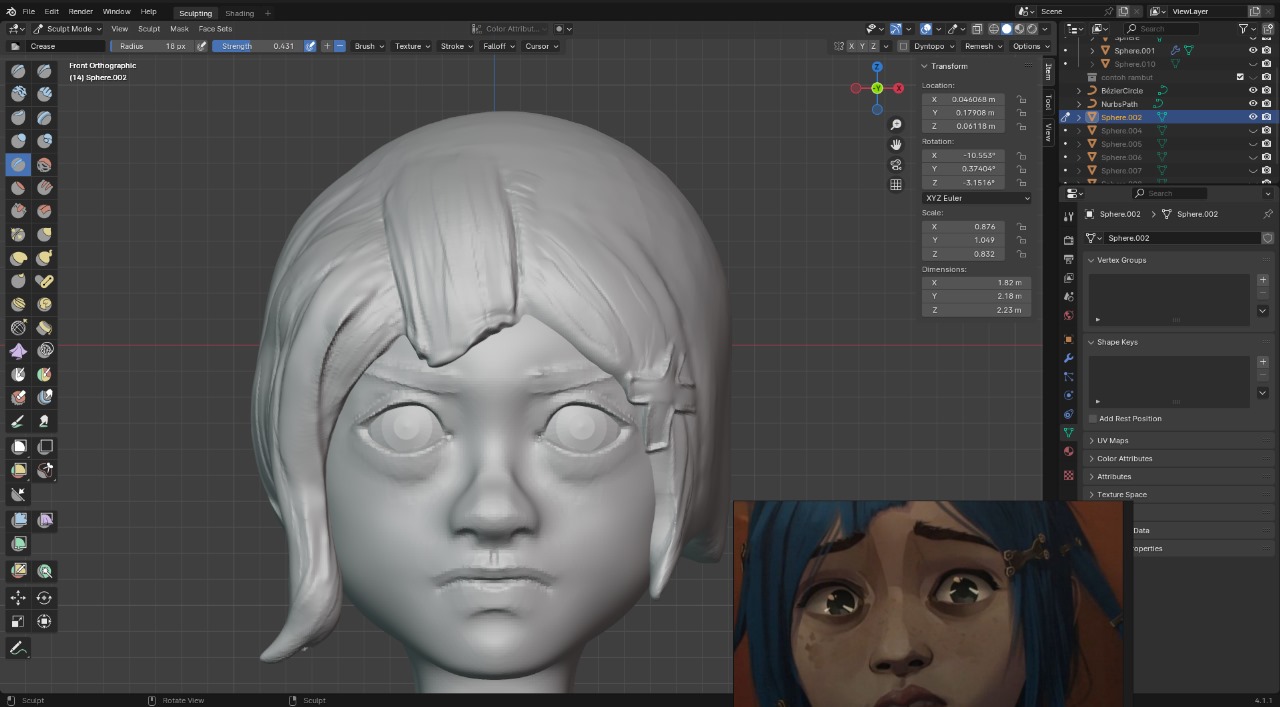 File Edit Render Window Help Sculpting Shading + Scene ViewLayer
Sculpt Mode View Sculpt Mask Face Sets Color Attribut... Search
Crease Radius 18 px Strength 0.431 Brush Texture Stroke Falloff Cursor X Y Z Dyntopo Remesh Options
Front Orthographic
(14) Sphere.002
Z
-Y
X
Transform
Location:
X 0.046068 m
Y 0.17908 m
Z 0.06118 m
Rotation:
X -10.553°
Y 0.37404°
Z -3.1516°
XYZ Euler
Scale:
X 0.876
Y 1.049
Z 0.832
Dimensions:
X 1.82 m
Y 2.18 m
Z 2.23 m
Item
Tool
View
Sphere
Sphere.001
Sphere.010
contoh rambut
BézierCircle
NurbsPath
Sphere.002
Sphere.004
Sphere.005
Sphere.006
Sphere.007
Search
Sphere.002 Sphere.002
Sphere.002
Vertex Groups
Shape Keys
Add Rest Position
UV Maps
Color Attributes
Attributes
Texture Space
Data
operties
Sculpt Rotate View Sculpt 4.1.1